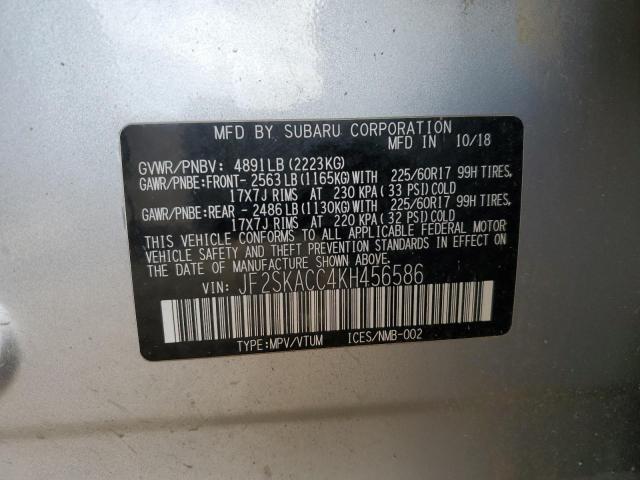 MFD BY SUBARU CORPORATION
MFD IN 10/18
GVWR/PNBV: 4891LB (2223KG)
GAWR/PNBE:FRONT- 2563LB (1165KG)WITH 225/60R17 99H TIRES,
17X7J RIMS AT 230 KPA (33 PSI)COLD
GAWR/PNBE:REAR - 2486LB (1130KG)WITH 225/60R17 99H TIRES,
17X7J RIMS AT 220 KPA (32 PSI)COLD
THIS VEHICLE CONFORMS TO ALL APPLICABLE FEDERAL MOTOR
VEHICLE SAFETY AND THEFT PREVENTION STANDARDS IN EFFECT ON
THE DATE OF MANUFACTURE SHOWN ABOVE.
VIN: JF2SKACC4KH456586
TYPE:MPV/VTUM ICES/NMB-002